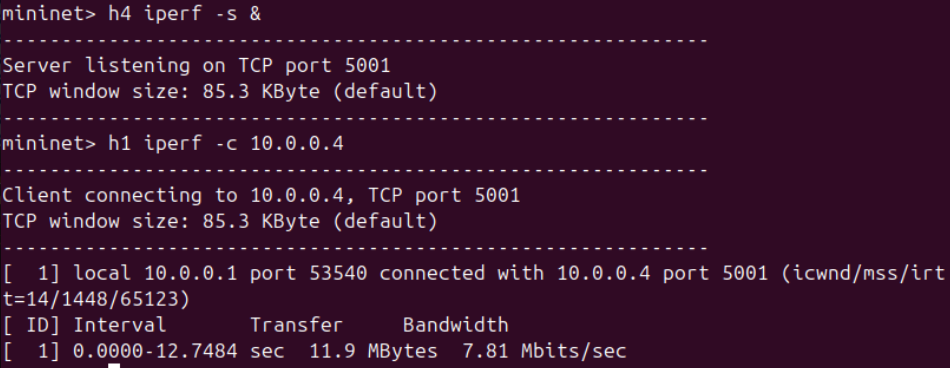 mininet> h4 iperf -s &
------------------------------------------------------------
Server listening on TCP port 5001
TCP window size: 85.3 KByte (default)
------------------------------------------------------------
mininet> h1 iperf -c 10.0.0.4
------------------------------------------------------------
Client connecting to 10.0.0.4, TCP port 5001
TCP window size: 85.3 KByte (default)
------------------------------------------------------------
[  1] local 10.0.0.1 port 53540 connected with 10.0.0.4 port 5001 (icwnd/mss/irt
t=14/1448/65123)
[ ID] Interval       Transfer     Bandwidth
[  1] 0.0000-12.7484 sec  11.9 MBytes  7.81 Mbits/sec